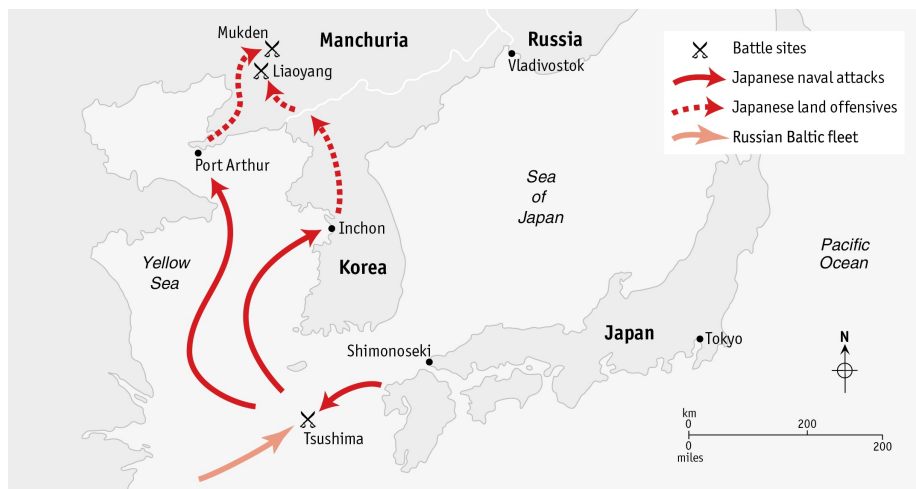 Mukden
Manchuria
Russia
Liaoyang
Vladivostok
Battle sites
Japanese naval attacks
Japanese land offensives
Russian Baltic fleet
Port Arthur
Sea
of
Japan
Inchon
Yellow
Sea
Korea
Pacific
Ocean
Japan
Tokyo
Shimonoseki
N
Tsushima
km
0 200
0 200
miles